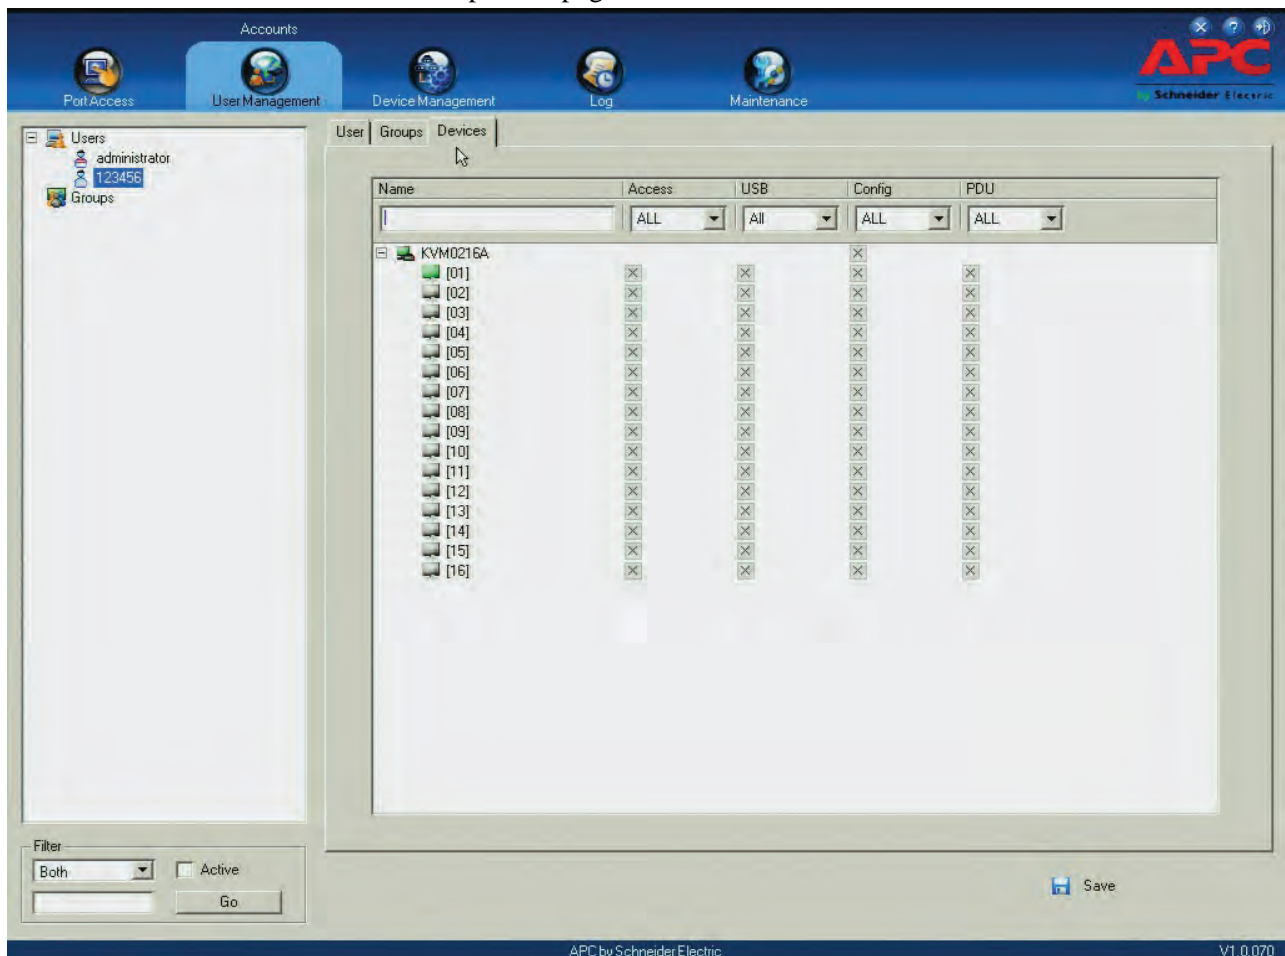 Accounts
APC
by Schneider Electric
Port Access User Management Device Management Log Maintenance
Users
administrator
123456
Groups
User Groups Devices
Name Access USB Config PDU
ALL All ALL ALL
KVM0216A
[01]
[02]
[03]
[04]
[05]
[06]
[07]
[08]
[09]
[10]
[11]
[12]
[13]
[14]
[15]
[16]
Filter
Both Active
Go
Save
APC by Schneider Electric V1.0.070